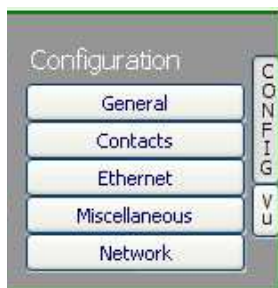 Configuration
General
Contacts
Ethernet
Miscellaneous
Network
CONFIG
Vu